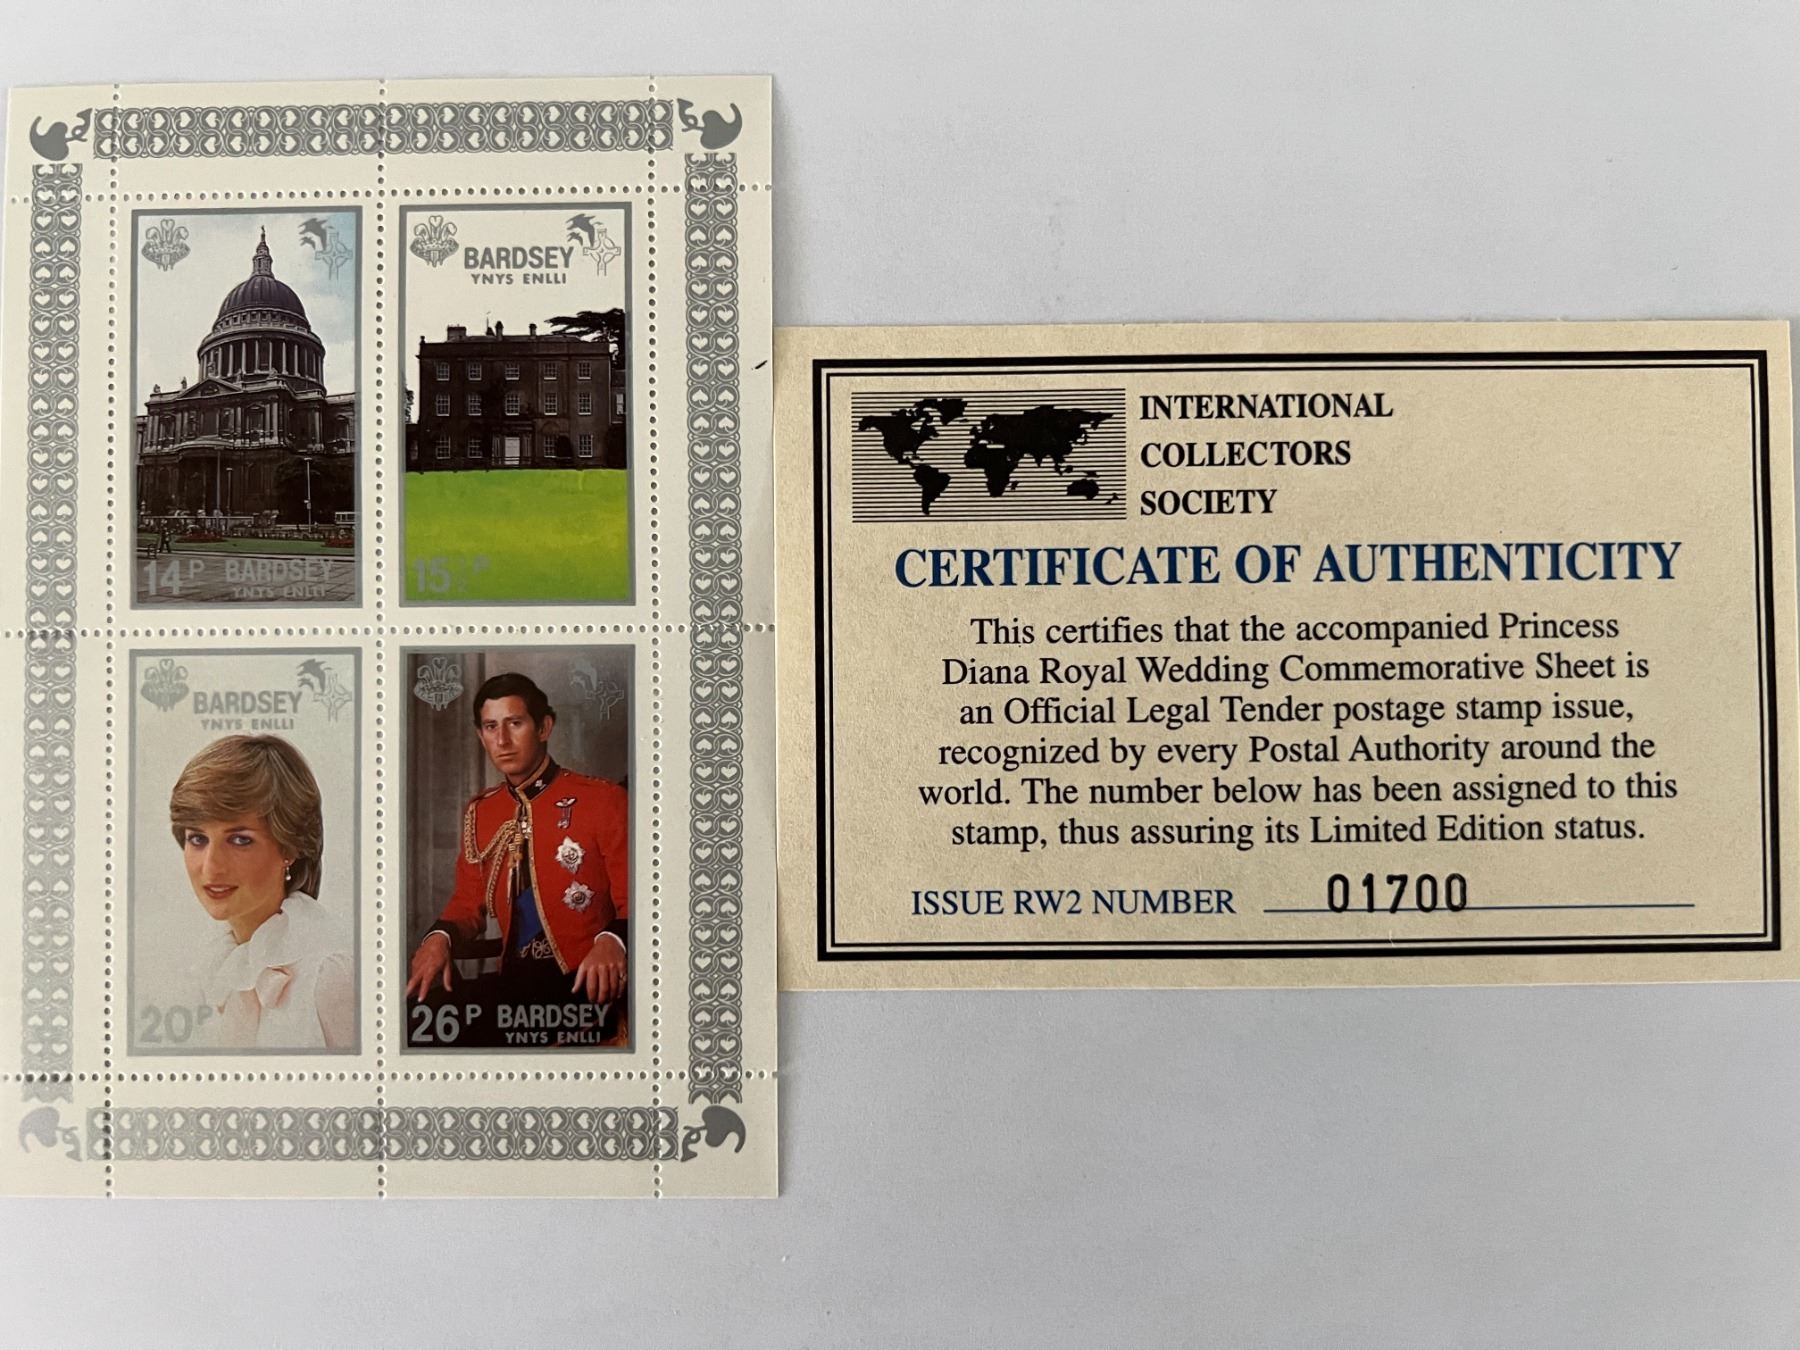 14P BARDSEY
YNYS ENLLI
BARDSEY
YNYS ENLLI
15½P
BARDSEY
YNYS ENLLI
20P
26P BARDSEY
YNYS ENLLI
INTERNATIONAL
COLLECTORS
SOCIETY
CERTIFICATE OF AUTHENTICITY
This certifies that the accompanied Princess
Diana Royal Wedding Commemorative Sheet is
an Official Legal Tender postage stamp issue,
recognized by every Postal Authority around the
world. The number below has been assigned to this
stamp, thus assuring its Limited Edition status.
ISSUE RW2 NUMBER 01700